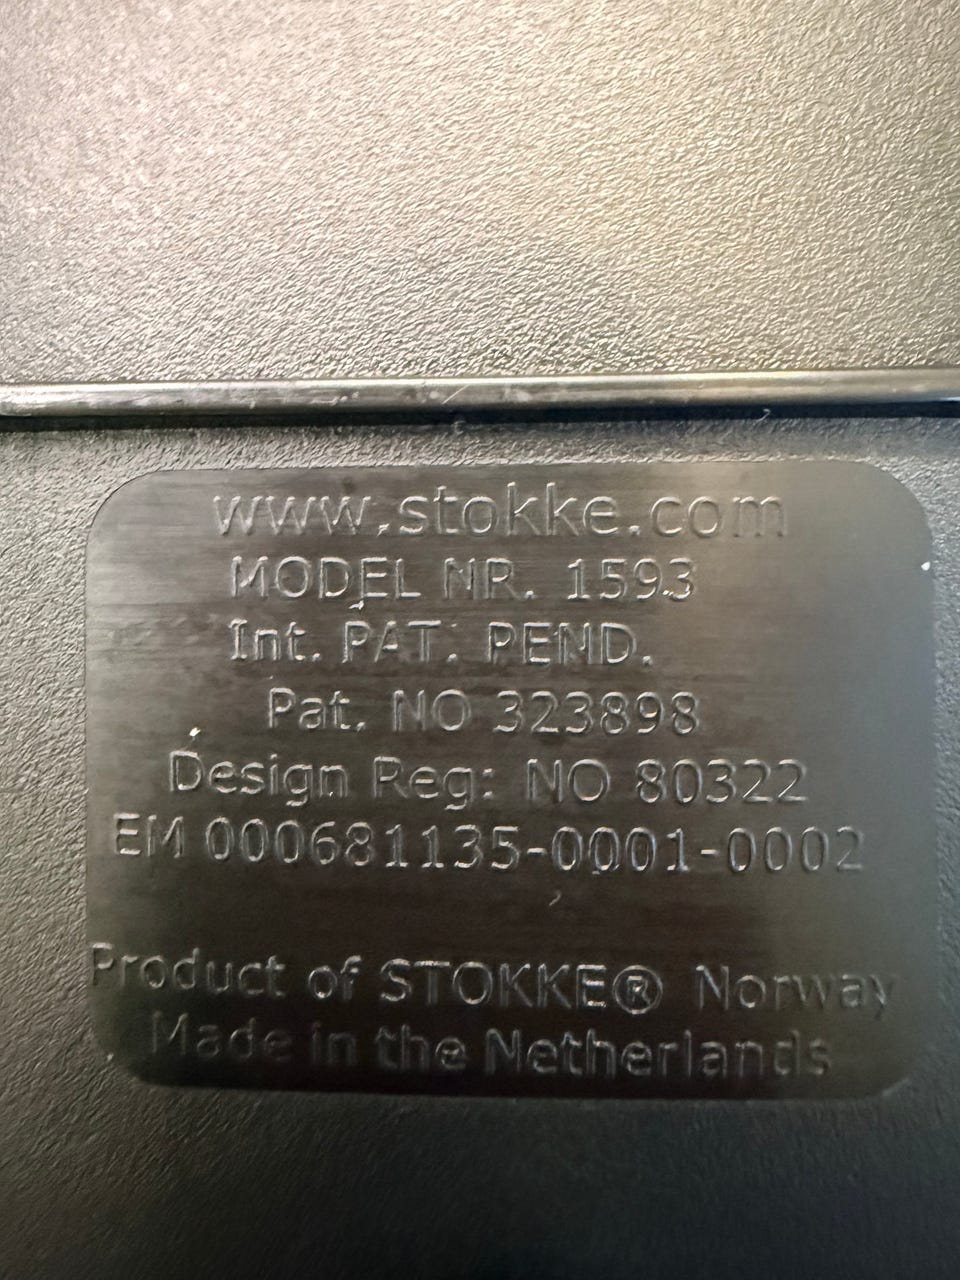 www.stokke.com
MODEL NR. 1593
Int. PAT. PEND.
Pat. NO 323898
Design Reg: NO 80322
EM 000681135-0001-0002
Product of STOKKE® Norway
Made in the Netherlands